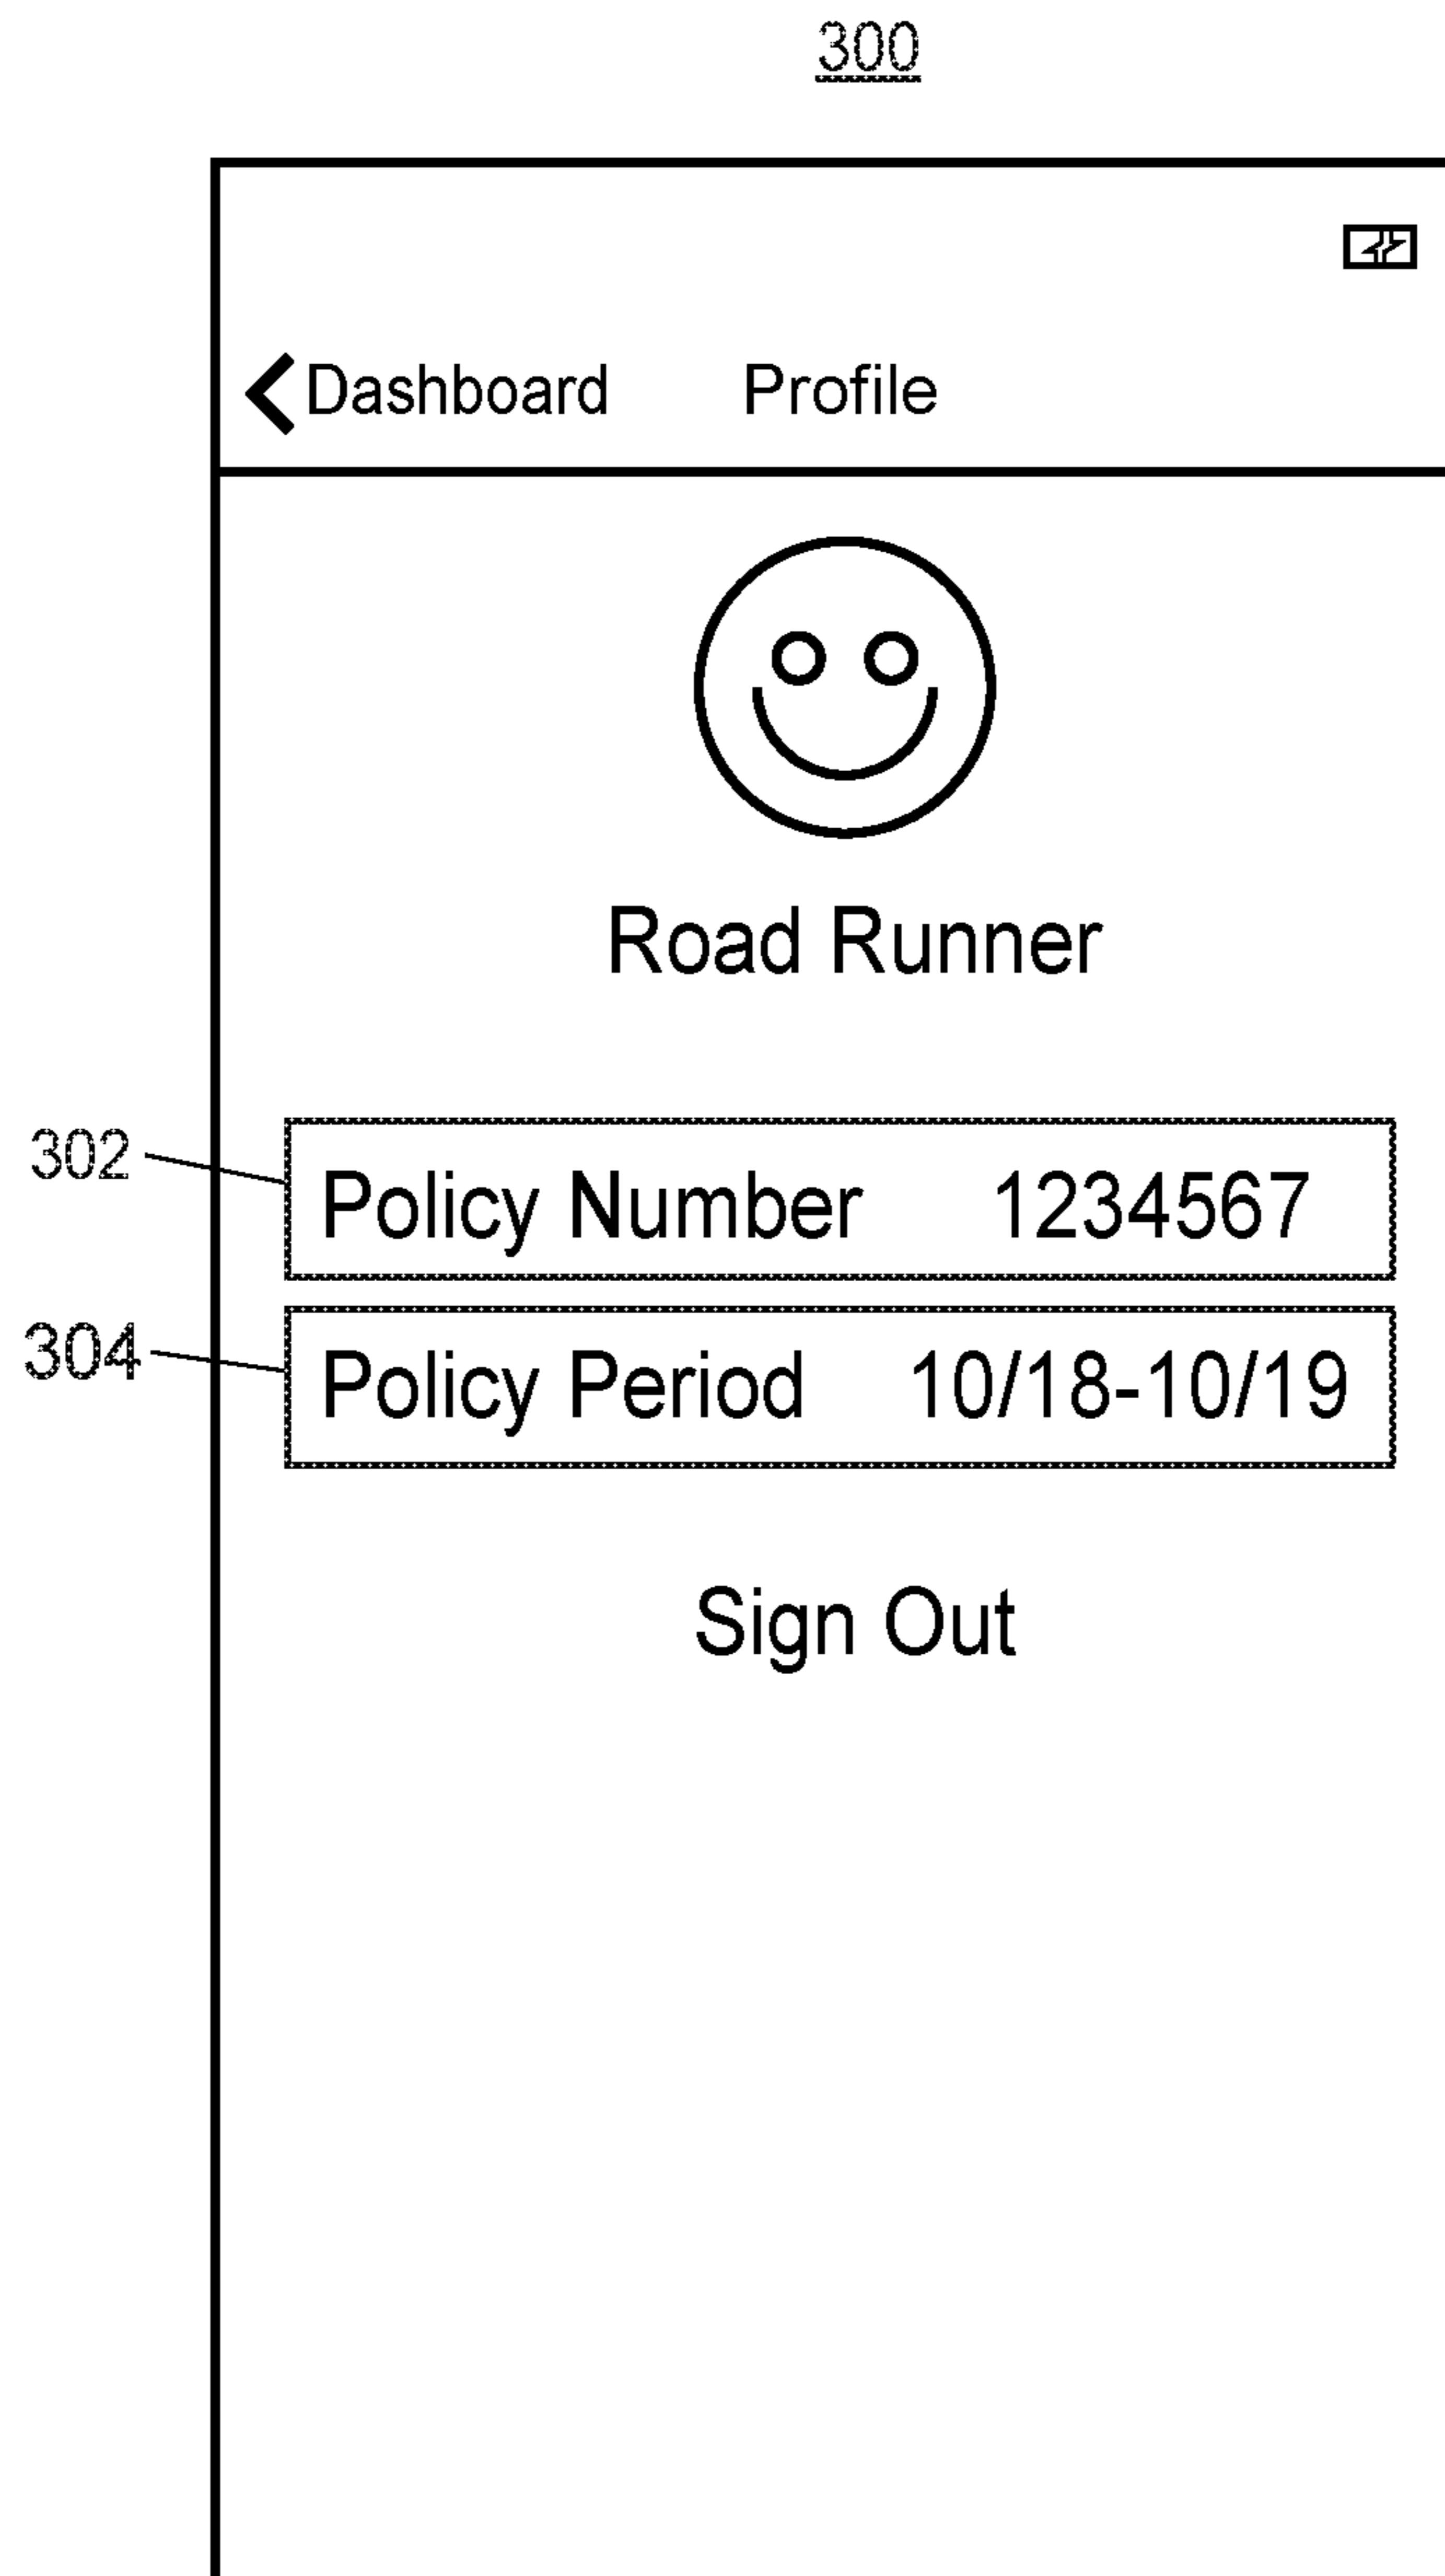 300
Dashboard Profile
Road Runner
302
Policy Number 1234567
304
Policy Period 10/18-10/19
Sign Out